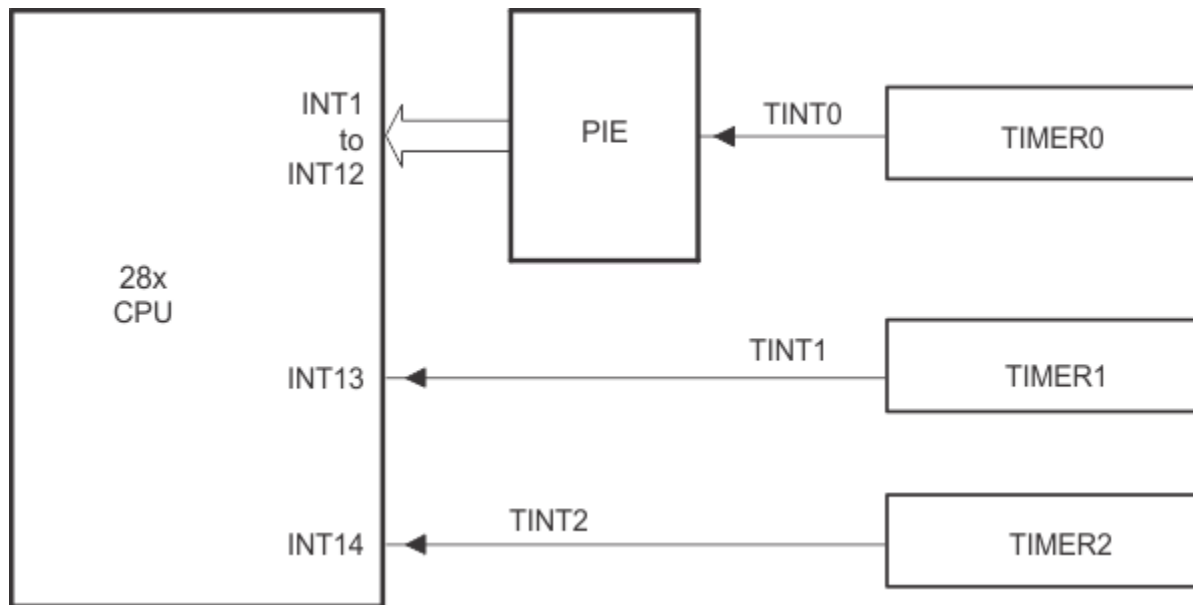 INT1
to
INT12
PIE
TINT0
TIMER0
28x
CPU
INT13
TINT1
TIMER1
INT14
TINT2
TIMER2